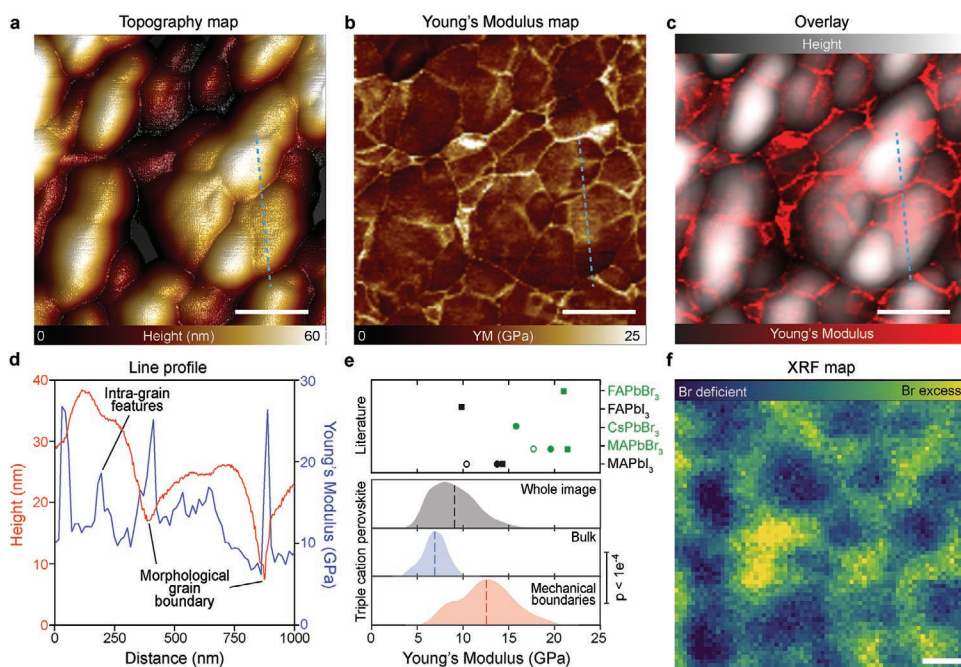 a
Topography map
b
Young's Modulus map
c
Overlay
Height
0 Height (nm) 60
0 YM (GPa) 25
Young's Modulus
d
Line profile
Height (nm)
40
30
20
10
0
Intra-grain
features
Morphological
grain
boundary
30
20
10
0
Young's Modulus
(GPa)
0 250 500 750 1000
Distance (nm)
e
Literature
FAPbBr3
FAPbI3
CsPbBr3
MAPbBr3
MAPbI3
Triple cation perovskite
Whole image
Bulk
Mechanical
boundaries
p < 1e⁻4
0 5 10 15 20 25
Young's Modulus (GPa)
f
XRF map
Br deficient Br excess